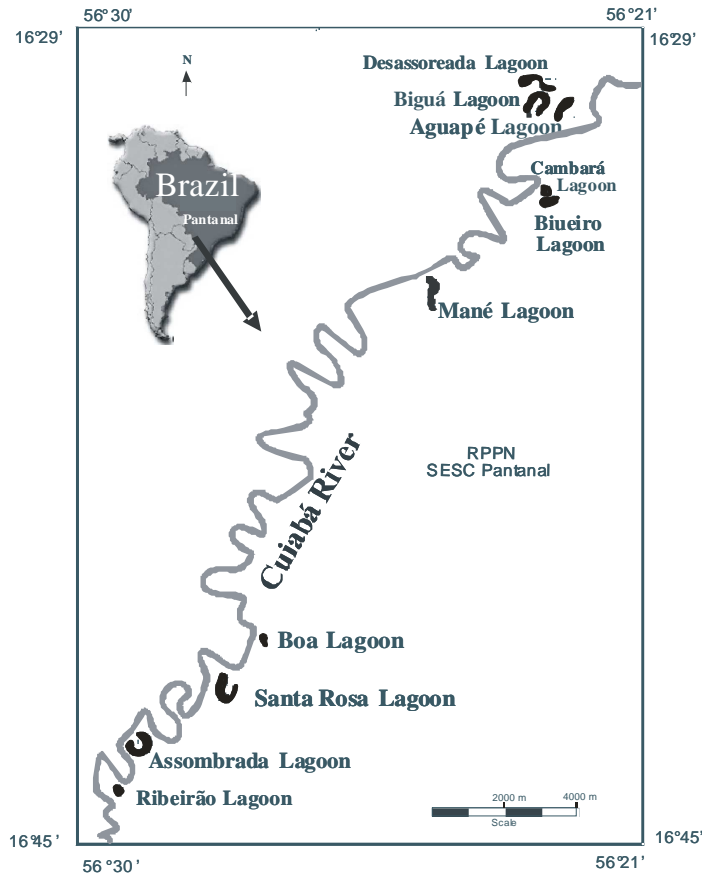 56°30'
56°21'
16°29'
16°29'
N
Desassoreada Lagoon
Biguá Lagoon
Aguapé Lagoon
Cambará
Lagoon
Biueiro
Lagoon
Brazil
Pantanal
Mané Lagoon
RPPN
SESC Pantanal
Cuiabá River
Boa Lagoon
Santa Rosa Lagoon
Assombrada Lagoon
Ribeirão Lagoon
2000 m
4000 m
Scale
16°45'
16°45'
56°30'
56°21'